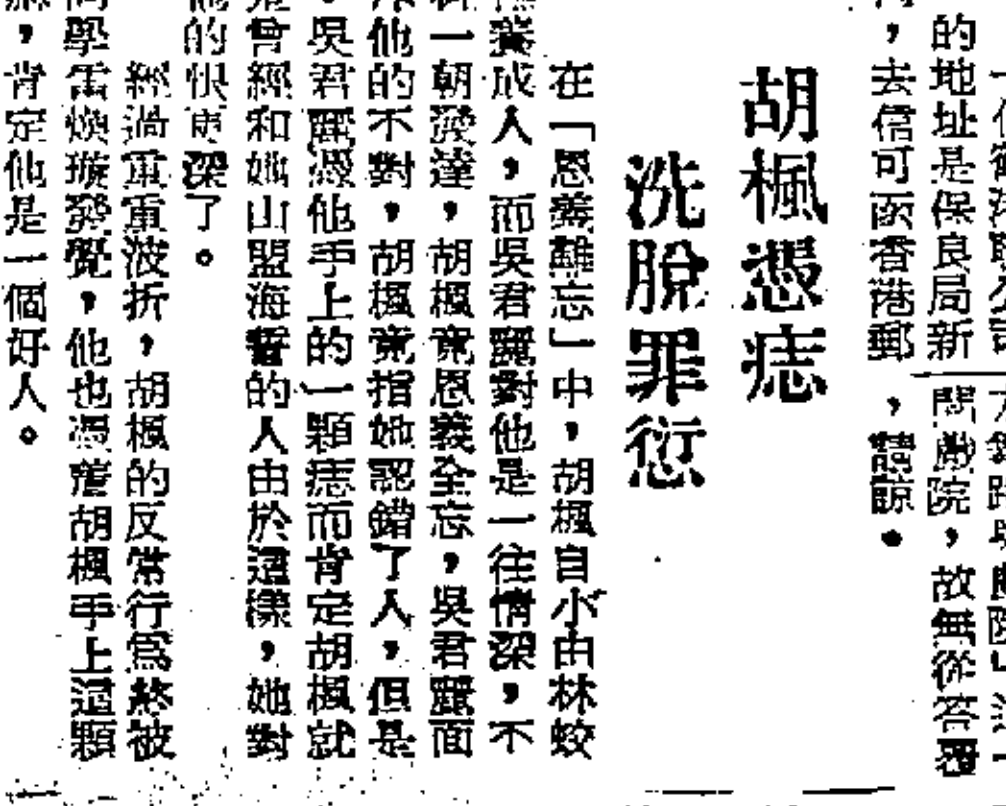 的地址是保良局新
，去信可函香港郵
聞戲院，故無從答覆
，請諒。
胡楓憑痣
洗脫罪衍
在「恩義難忘」中，胡楓自小由林蛟
養成人，而吳君麗對他是一往情深，不
料一朝發達，胡楓竟恩義全忘，吳君麗面
斥他的不對，胡楓竟指她認錯了人，但是
吳君麗憑他手上的一顆痣而肯定胡楓就
是曾經和她山盟海誓的人由於這樣，她對
他的恨更深了。
經過重重波折，胡楓的反常行為終被
同學雷煥璇發覺，他也憑著胡楓手上這顆
痣，肯定他是一個好人。